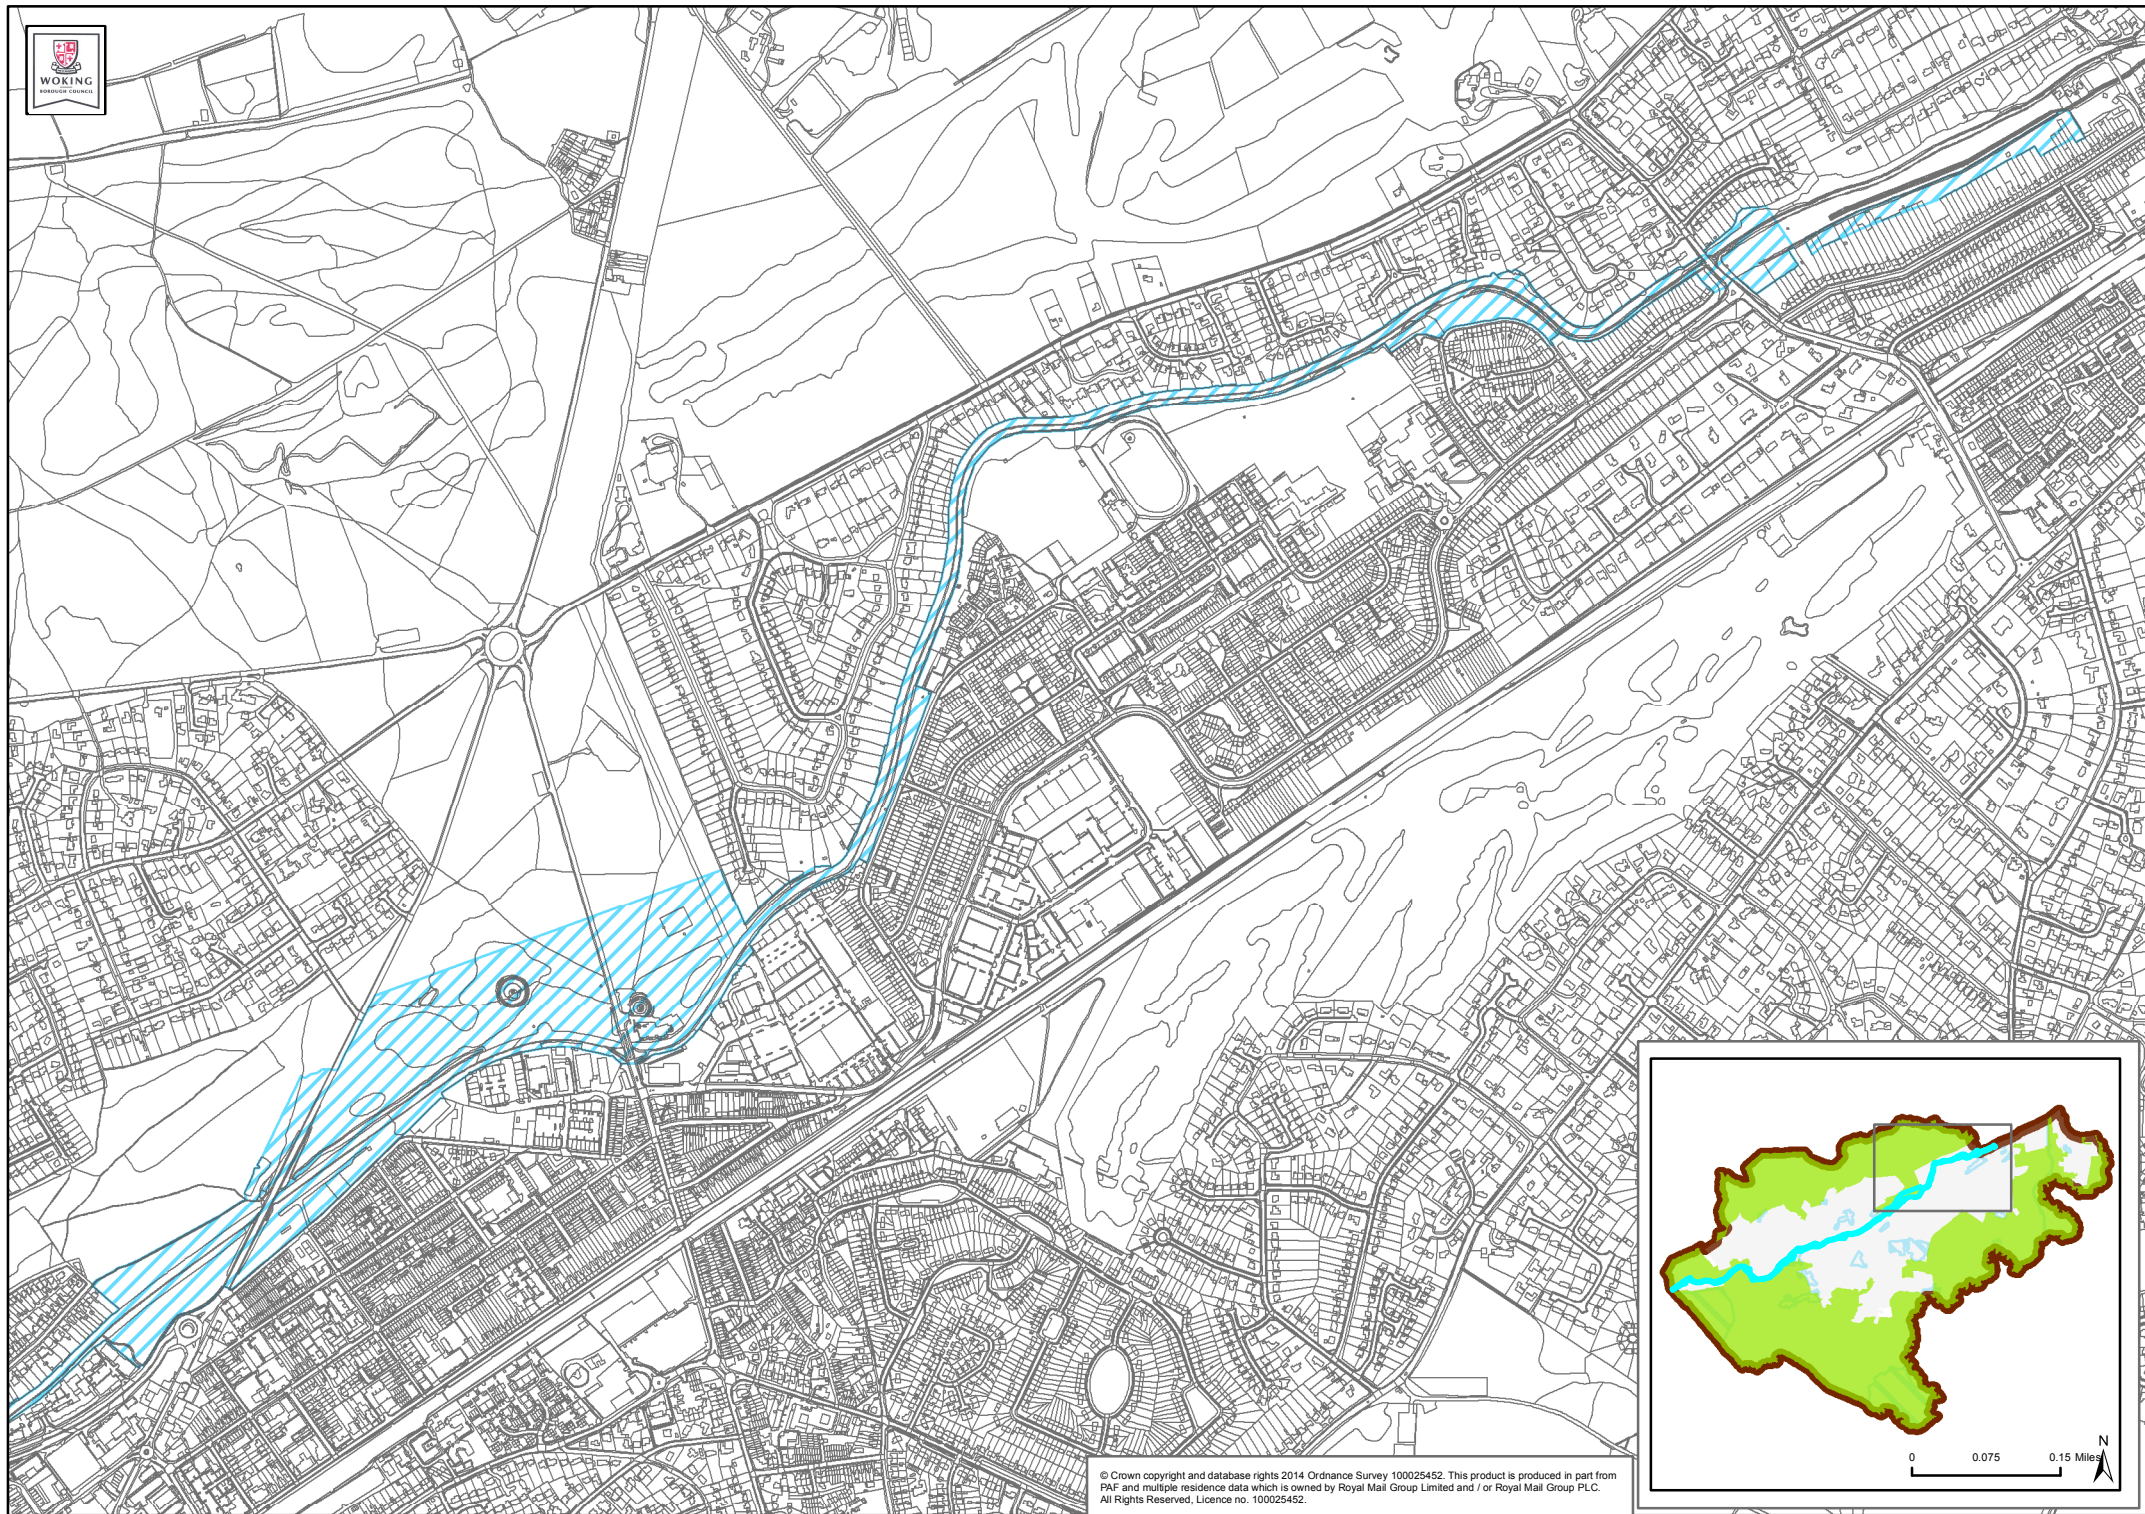 WOKING
BOROUGH COUNCIL
© Crown copyright and database rights 2014 Ordnance Survey 100025452. This product is produced in part from
PAF and multiple residence data which is owned by Royal Mail Group Limited and / or Royal Mail Group PLC.
All Rights Reserved, Licence no. 100025452.
N
0 0.075 0.15 Miles